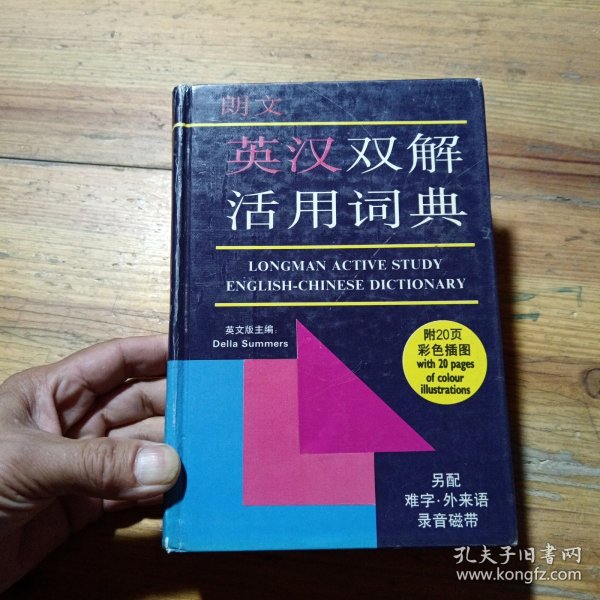 朗文
英汉双解
活用词典
LONGMAN ACTIVE STUDY
ENGLISH-CHINESE DICTIONARY
英文版主编:
Della Summers
附20页
彩色插图
with 20 pages
of colour
illustrations
另配
难字·外来语
录音磁带
孔夫子旧书网
www.kongfz.com